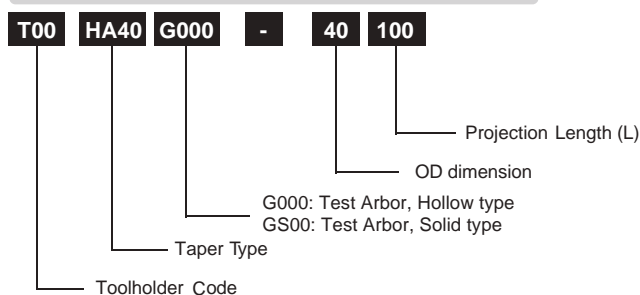 T00 HA40 G000 - 40 100
Projection Length (L)
OD dimension
G000: Test Arbor, Hollow type
GS00: Test Arbor, Solid type
Taper Type
Toolholder Code